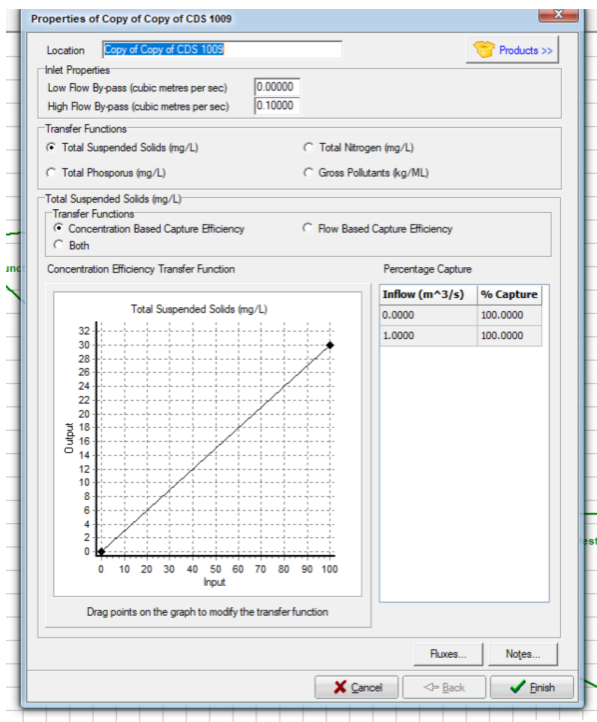 Properties of Copy of Copy of CDS 1009
Location Copy of Copy of CDS 1009 Products >>
Inlet Properties
Low Flow By-pass (cubic metres per sec) 0.00000
High Flow By-pass (cubic metres per sec) 0.10000
Transfer Functions
Total Suspended Solids (mg/L) Total Nitrogen (mg/L)
Total Phosporus (mg/L) Gross Pollutants (kg/ML)
Total Suspended Solids (mg/L)
Transfer Functions
Concentration Based Capture Efficiency Flow Based Capture Efficiency
Both
Concentration Efficiency Transfer Function Percentage Capture
Inflow (m^3/s) % Capture
0.0000 100.0000
1.0000 100.0000
Total Suspended Solids (mg/L)
32
30
28
26
24
22
20
18
16
14
12
10
8
6
4
2
0
Output
0 10 20 30 40 50 60 70 80 90 100
Input
Drag points on the graph to modify the transfer function
Fluxes... Notes...
Cancel <- Back Finish